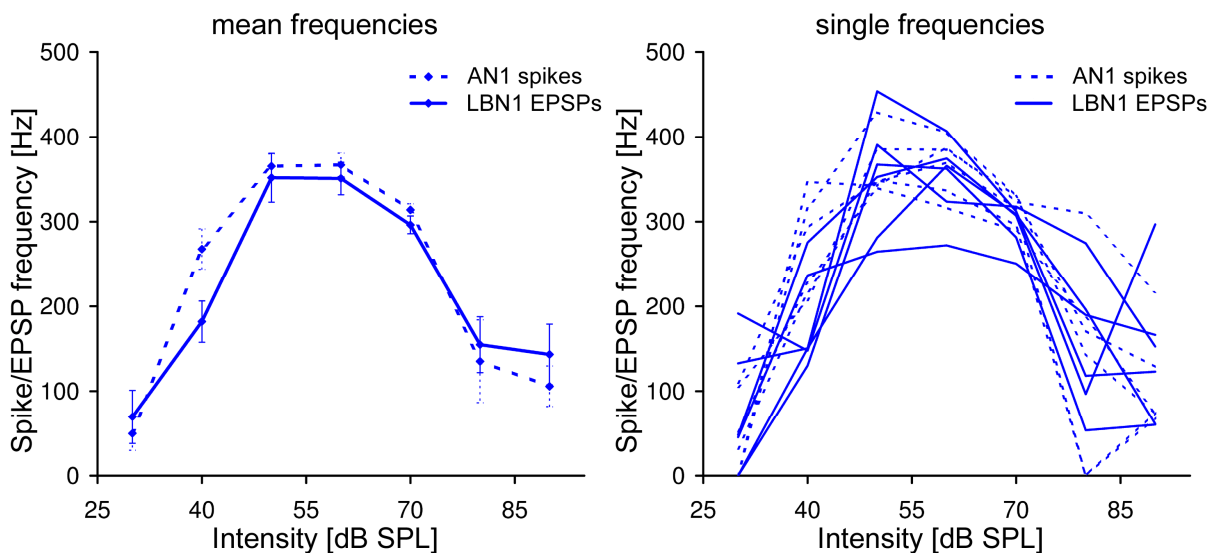 mean frequencies
500
400
300
200
100
0
Spike/EPSP frequency [Hz]
AN1 spikes
LBN1 EPSPs
25
40
55
70
85
Intensity [dB SPL]
single frequencies
500
400
300
200
100
0
Spike/EPSP frequency [Hz]
AN1 spikes
LBN1 EPSPs
25
40
55
70
85
Intensity [dB SPL]